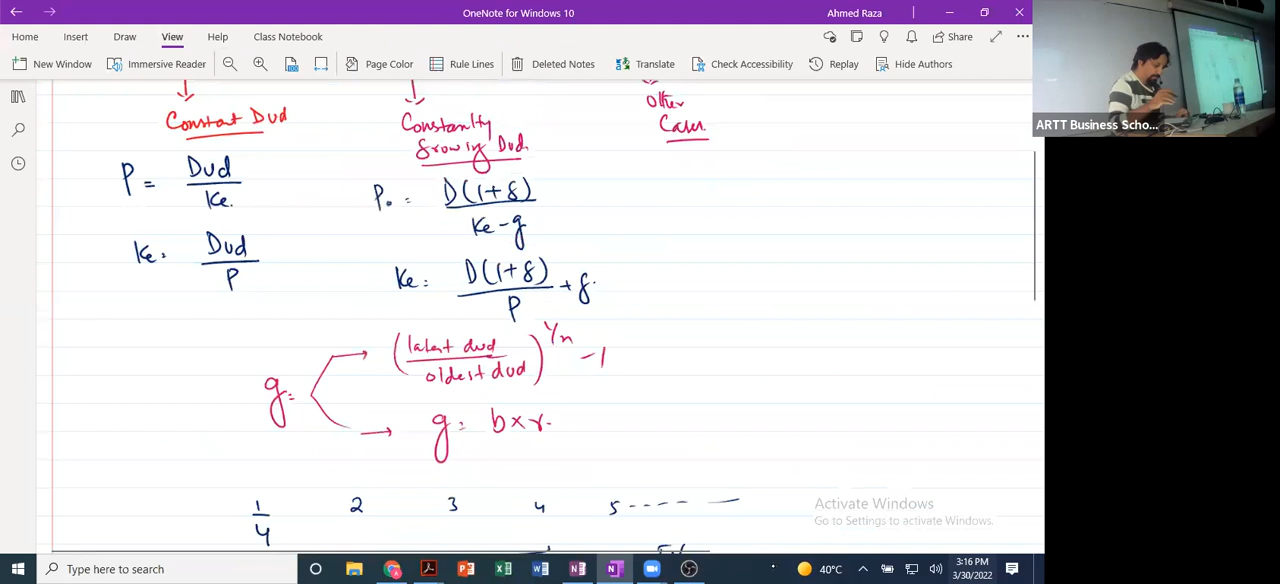 OneNote for Windows 10
Ahmed Raza
Home Insert Draw View Help Class Notebook
Share
New Window Immersive Reader Page Color Rule Lines Deleted Notes Translate Check Accessibility Replay Hide Authors
ARTT Business Scho...
Constant Dvd
Constantly
growing Dvd.
Other
Cases.
P = Dvd / Ke.
P₀ = D(1+g) / Ke-g
Ke = Dvd / P
Ke = D(1+g) / P + g.
g =
(latest dvd / oldest dvd)^1/n - 1
g = b×r.
1 2 3 4 5 -----
4
Activate Windows
Go to Settings to activate Windows.
Type here to search
40°C
3:16 PM
3/30/2022